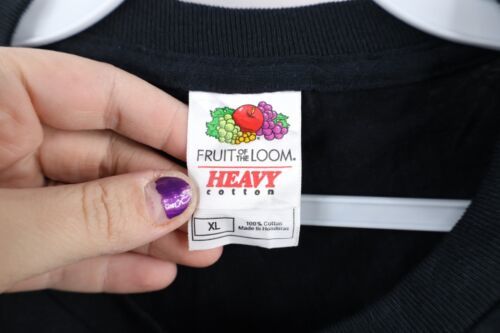 FRUIT OF THE LOOM®
HEAVY
cotton
XL
100% Cotton
Made In Honduras